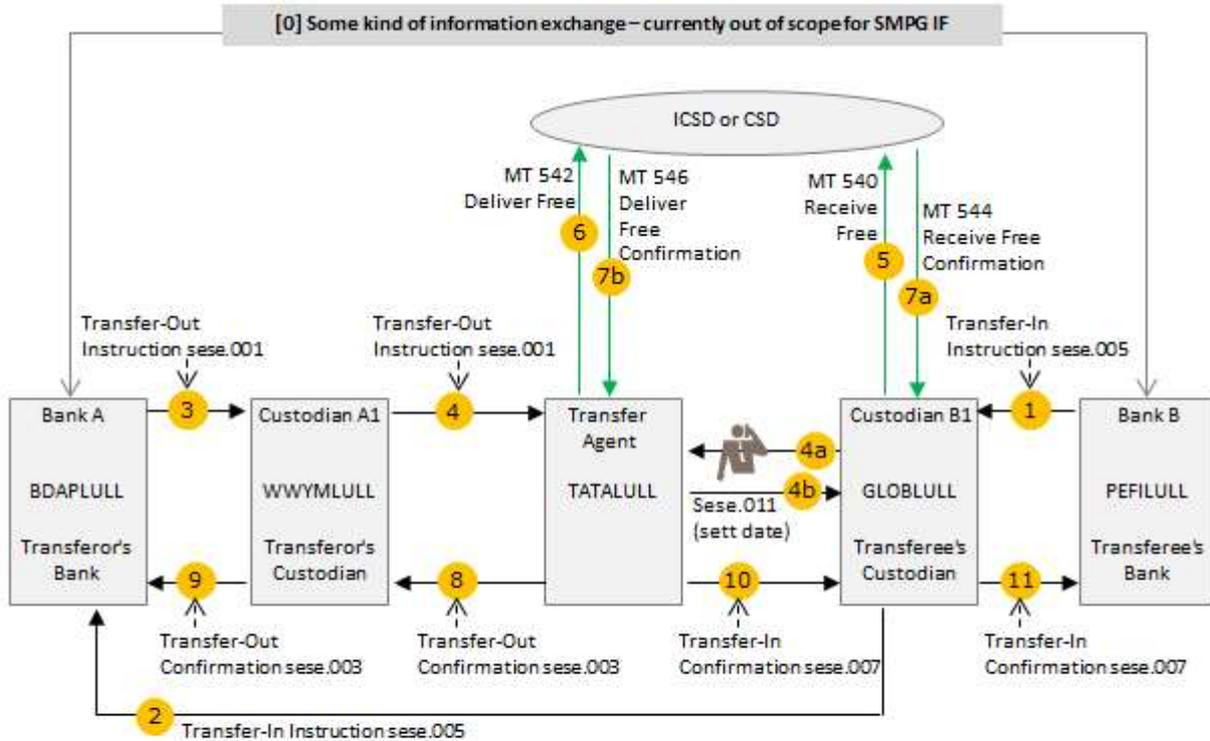 [0] Some kind of information exchange – currently out of scope for SMPG IF
ICSD or CSD
MT 542
Deliver Free
6
MT 546
Deliver
Free
Confirmation
7b
MT 540
Receive
Free
5
MT 544
Receive Free
Confirmation
7a
Transfer-Out
Instruction sese.001
Transfer-Out
Instruction sese.001
Transfer-In
Instruction sese.005
Bank A
BDAPLULL
Transferor's
Bank
3
Custodian A1
WWYMLULL
Transferor's
Custodian
4
Transfer
Agent
TATALULL
4a
4b
Sese.011
(sett date)
Custodian B1
GLOBLULL
Transferee's
Custodian
1
Bank B
PEFILULL
Transferee's
Bank
9
8
10
11
Transfer-Out
Confirmation sese.003
Transfer-Out
Confirmation sese.003
Transfer-In
Confirmation sese.007
Transfer-In
Confirmation sese.007
2
Transfer-In Instruction sese.005